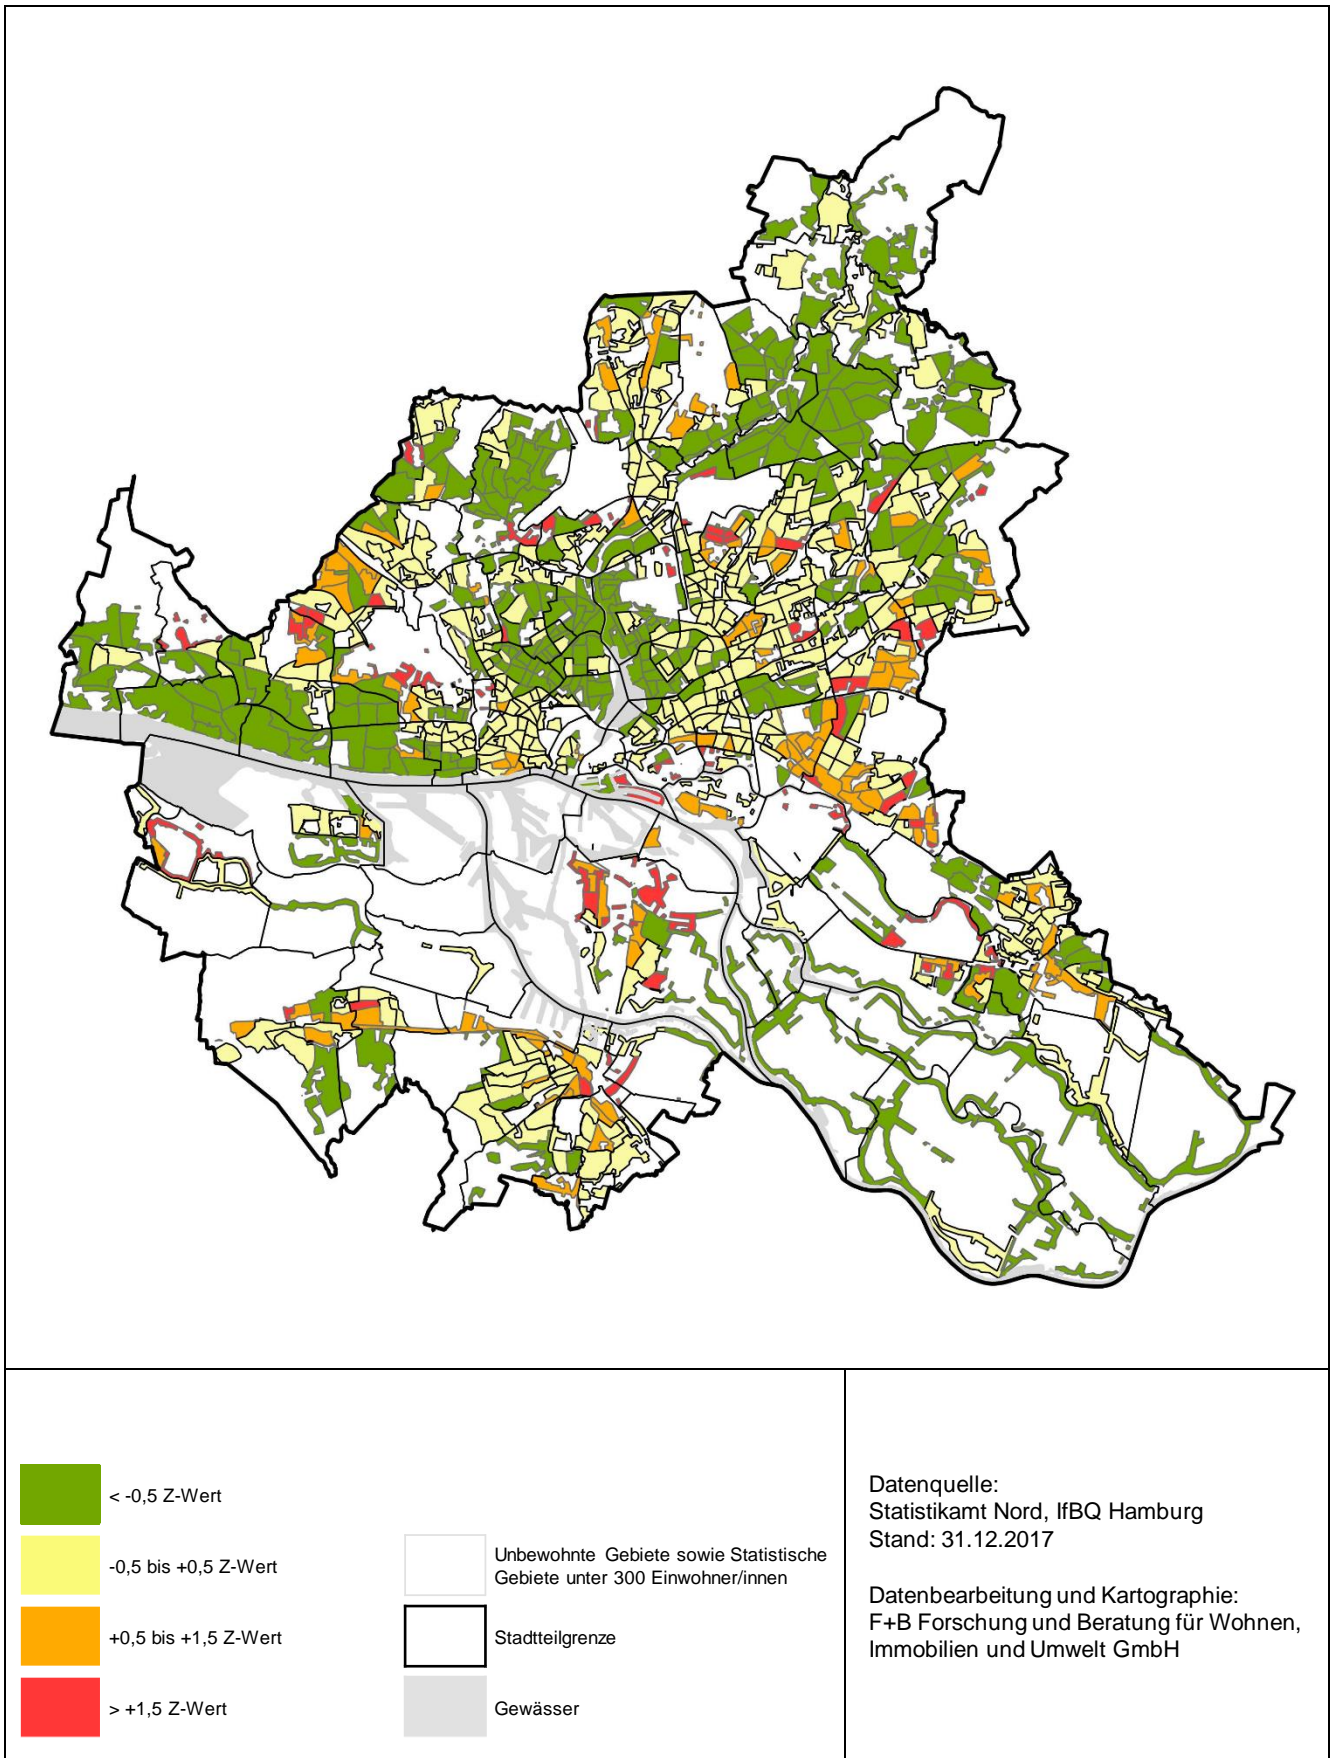 < -0,5 Z-Wert
-0,5 bis +0,5 Z-Wert
+0,5 bis +1,5 Z-Wert
> +1,5 Z-Wert
Unbewohnte Gebiete sowie Statistische
Gebiete unter 300 Einwohner/innen
Stadtteilgrenze
Gewässer
Datenquelle:
Statistikamt Nord, IfBQ Hamburg
Stand: 31.12.2017
Datenbearbeitung und Kartographie:
F+B Forschung und Beratung für Wohnen,
Immobilien und Umwelt GmbH